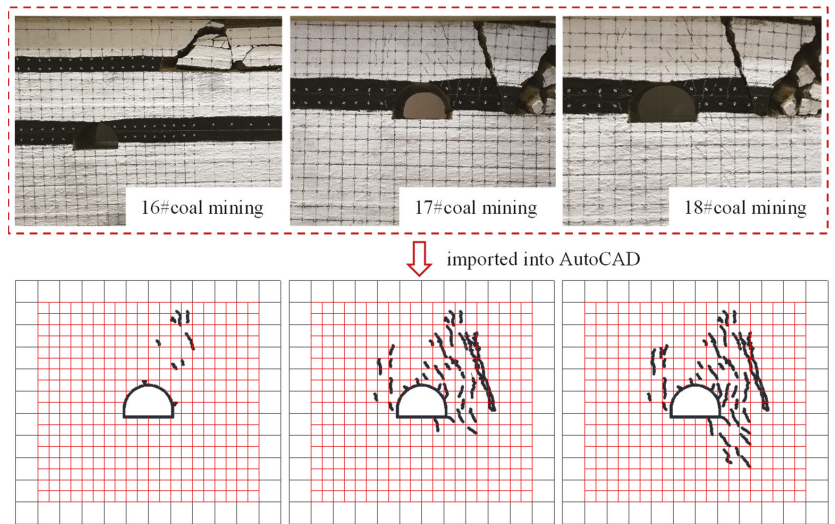 16#coal mining
17#coal mining
18#coal mining
imported into AutoCAD